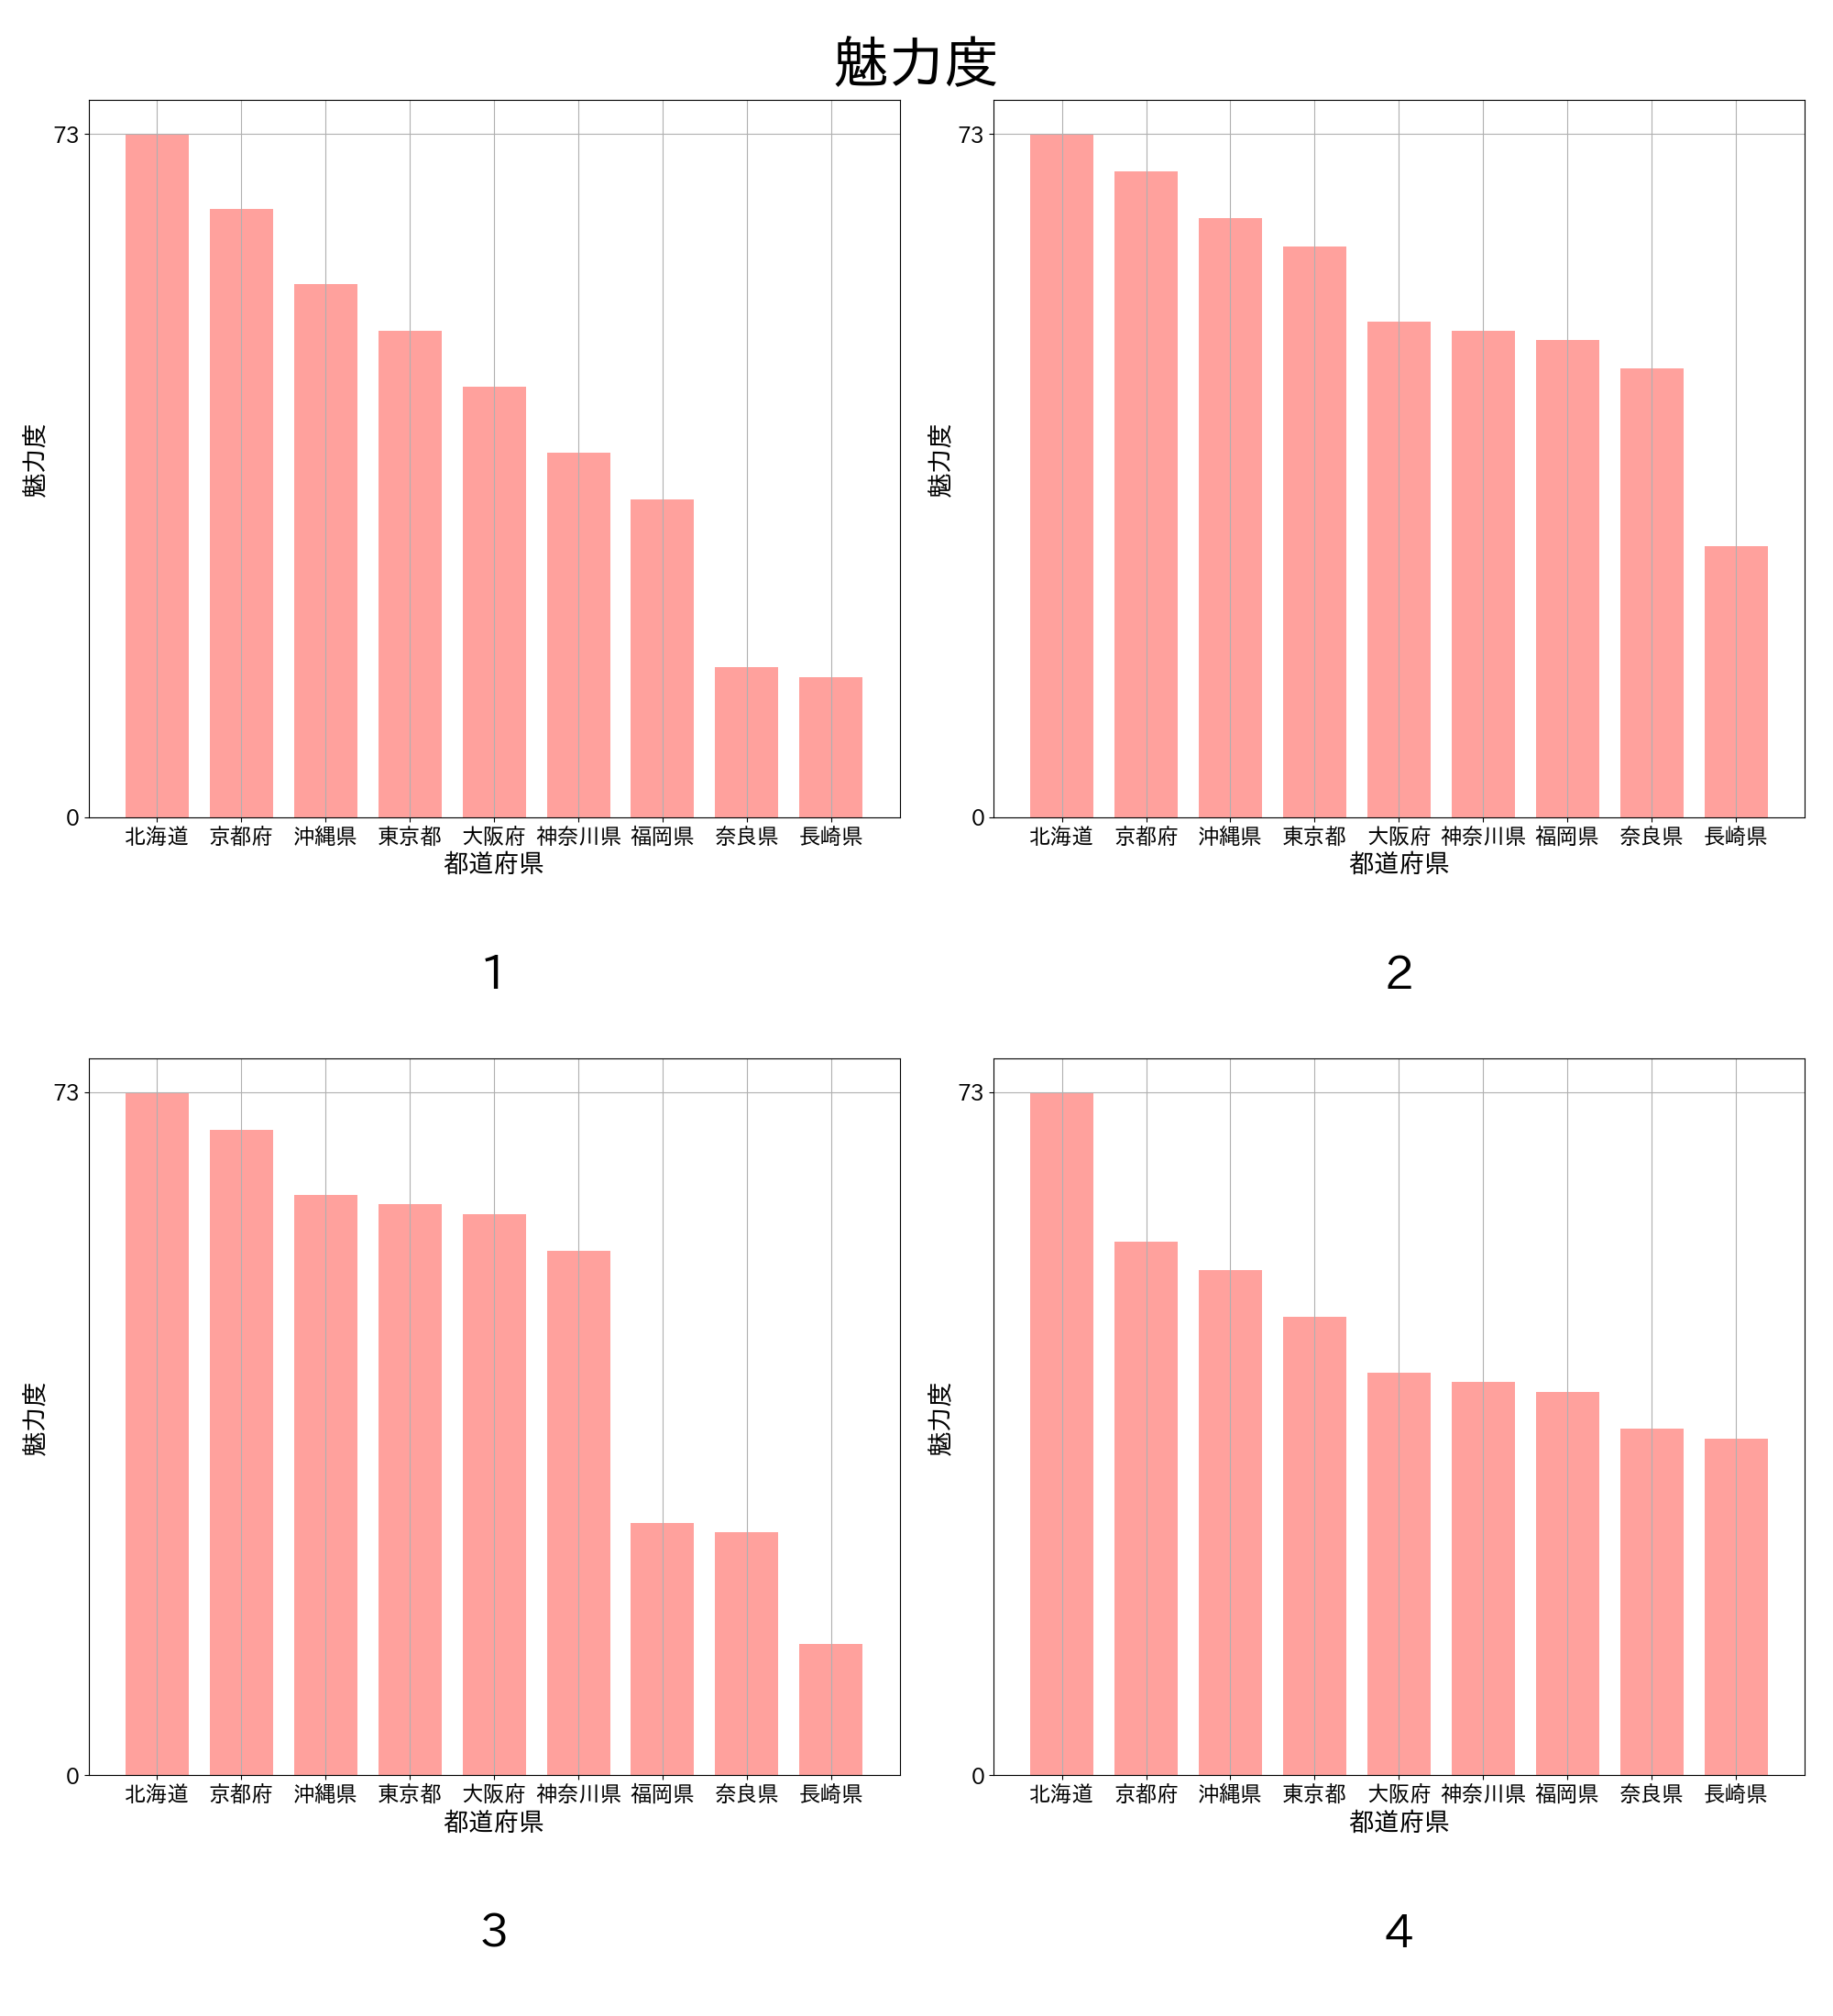 魅力度
73
0
魅力度
北海道 京都府 沖縄県 東京都 大阪府 神奈川県 福岡県 奈良県 長崎県
都道府県
1
73
0
魅力度
北海道 京都府 沖縄県 東京都 大阪府 神奈川県 福岡県 奈良県 長崎県
都道府県
2
73
0
魅力度
北海道 京都府 沖縄県 東京都 大阪府 神奈川県 福岡県 奈良県 長崎県
都道府県
3
73
0
魅力度
北海道 京都府 沖縄県 東京都 大阪府 神奈川県 福岡県 奈良県 長崎県
都道府県
4